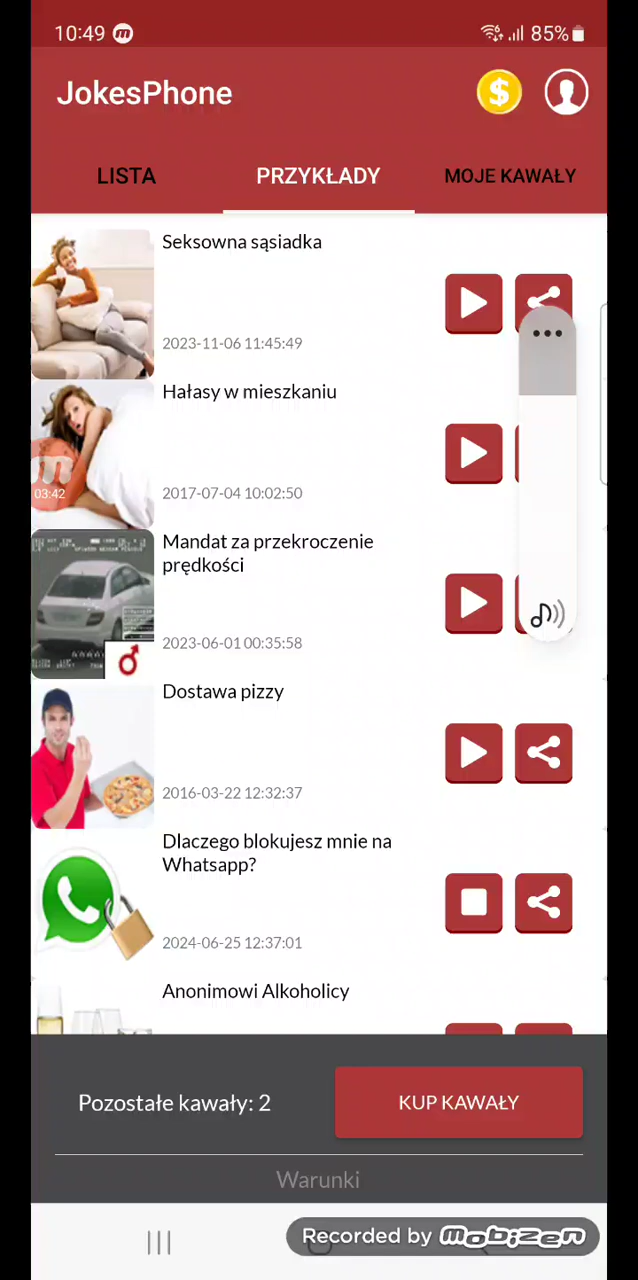 10:49
85%
JokesPhone
LISTA
PRZYKŁADY
MOJE KAWAŁY
Seksowna sąsiadka
2023-11-06 11:45:49
Hałasy w mieszkaniu
03:42
2017-07-04 10:02:50
Mandat za przekroczenie
prędkości
2023-06-01 00:35:58
Dostawa pizzy
2016-03-22 12:32:37
Dlaczego blokujesz mnie na
Whatsapp?
2024-06-25 12:37:01
Anonimowi Alkoholicy
Pozostałe kawały: 2
KUP KAWAŁY
Warunki
Recorded by mobizen